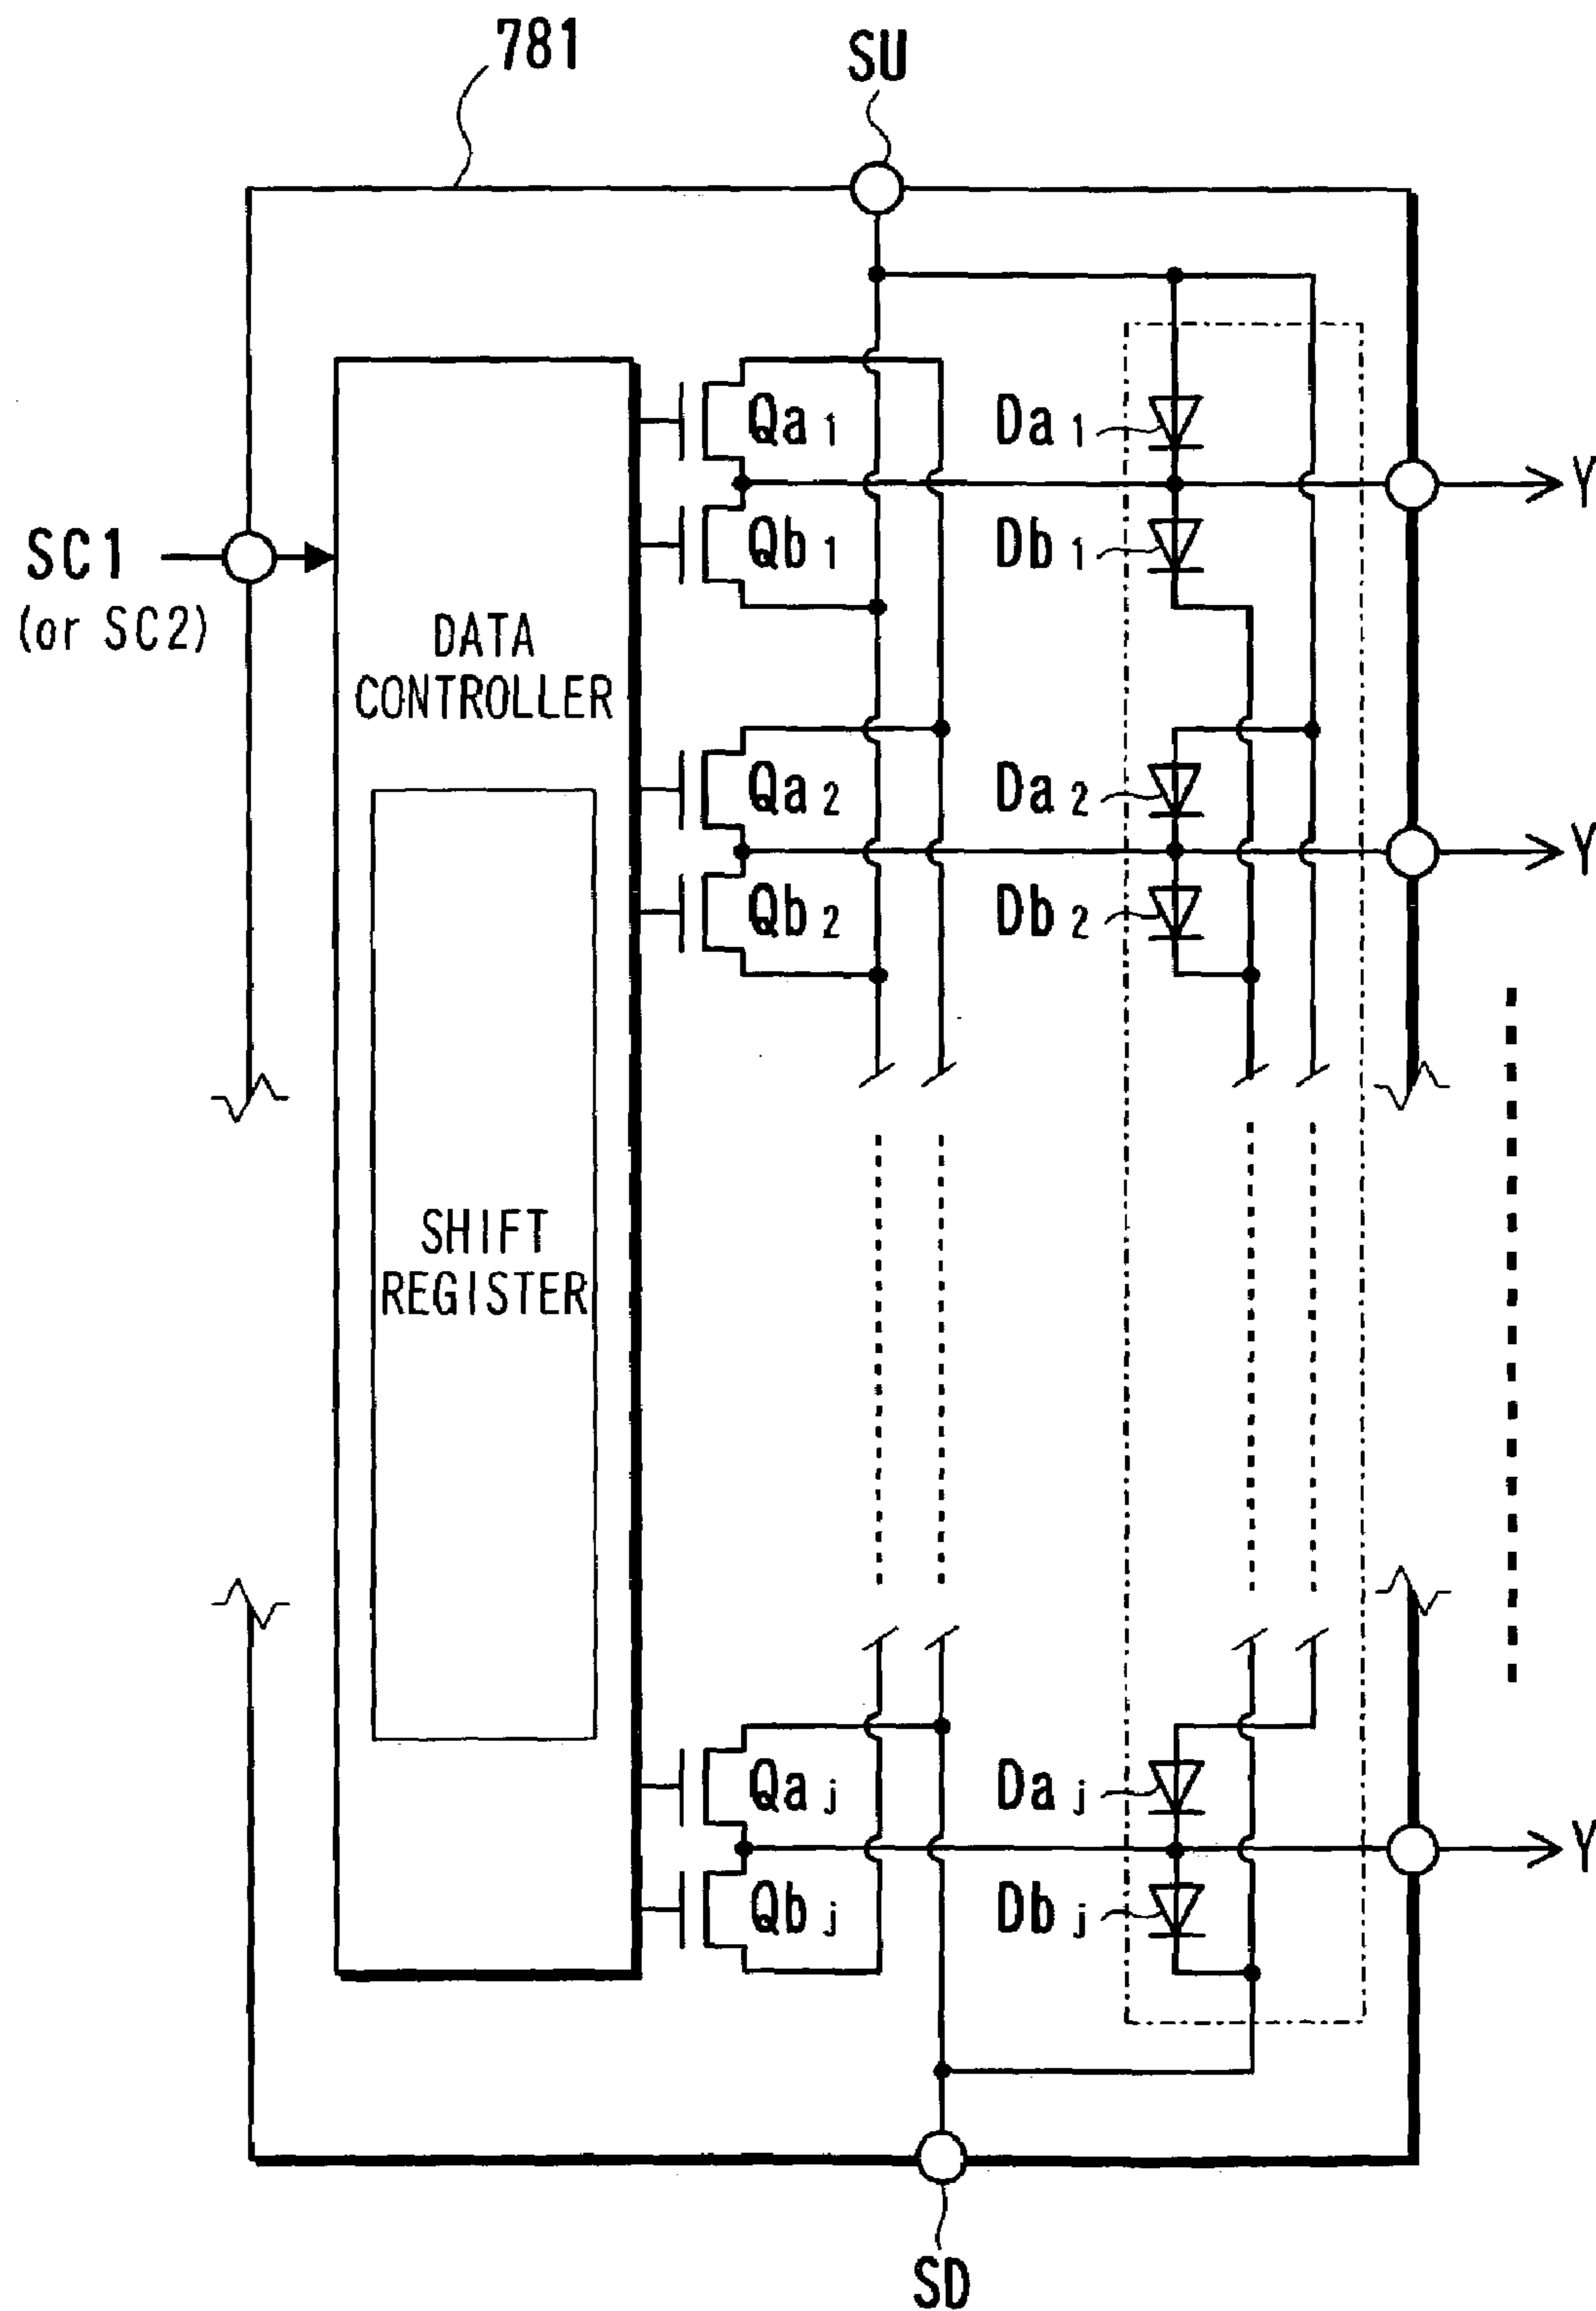 781
SU
Qa1
Da1
Y
Qb1
Db1
SC1
(or SC2)
DATA
CONTROLLER
Qa2
Da2
Y
Qb2
Db2
SHIFT
REGISTER
Qaj
Daj
Y
Qbj
Dbj
SD